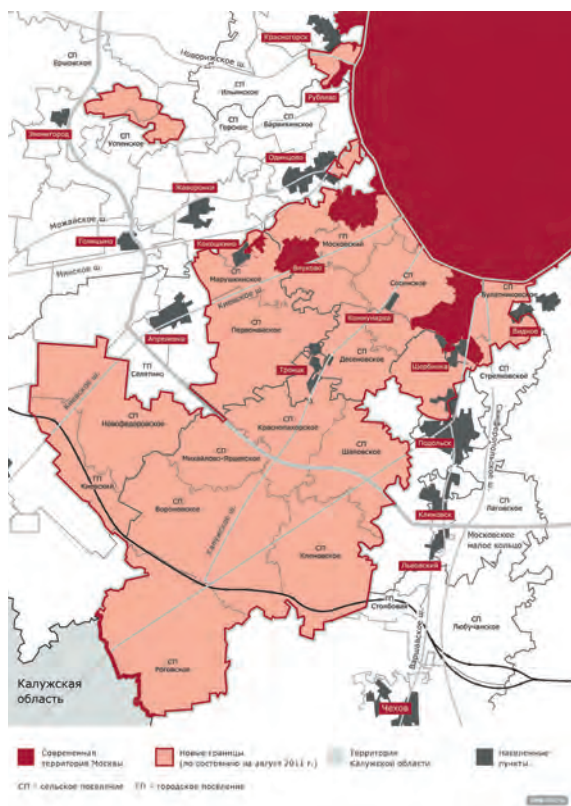 Красногорск
Новорижское ш.
СП
Ершовское
СП
Ильинское
Рублево
Звенигород
СП
Успенское
СП
Горское
СП
Барвихинское
Одинцово
Жаворонки
Можайское ш.
Голицыно
Минское ш.
Кокошкино
ГП
Московский
Внуково
СП
Марушкинское
СП
Сосенское
СП
Булатниковское
Киевское ш.
Коммунарка
Видное
Апрелевка
СП
Первомайское
СП
Десеновское
Щербинка
Троицк
СП
Стрелковское
ГП
Селятино
СП
Новофедоровское
СП
Краснопахорское
Симферопольское ш.
Киевское ш.
СП
Михайлово-Ярцевское
СП
Щаповское
Подольск
ГП
Киевский
СП
Вороновское
Климовск
СП
Лаговское
Калужское ш.
Московское
малое кольцо
СП
Кленовское
Львовский
ГП
Столбовая
СП
Любучанское
Варшавское ш.
СП
Роговское
Калужская
область
Чехов
Современная
территория Москвы
Новые границы
(по состоянию на август 2011 г.)
Территория
Калужской области
Населенные
пункты
СП = сельское поселение ГП = городское поселение